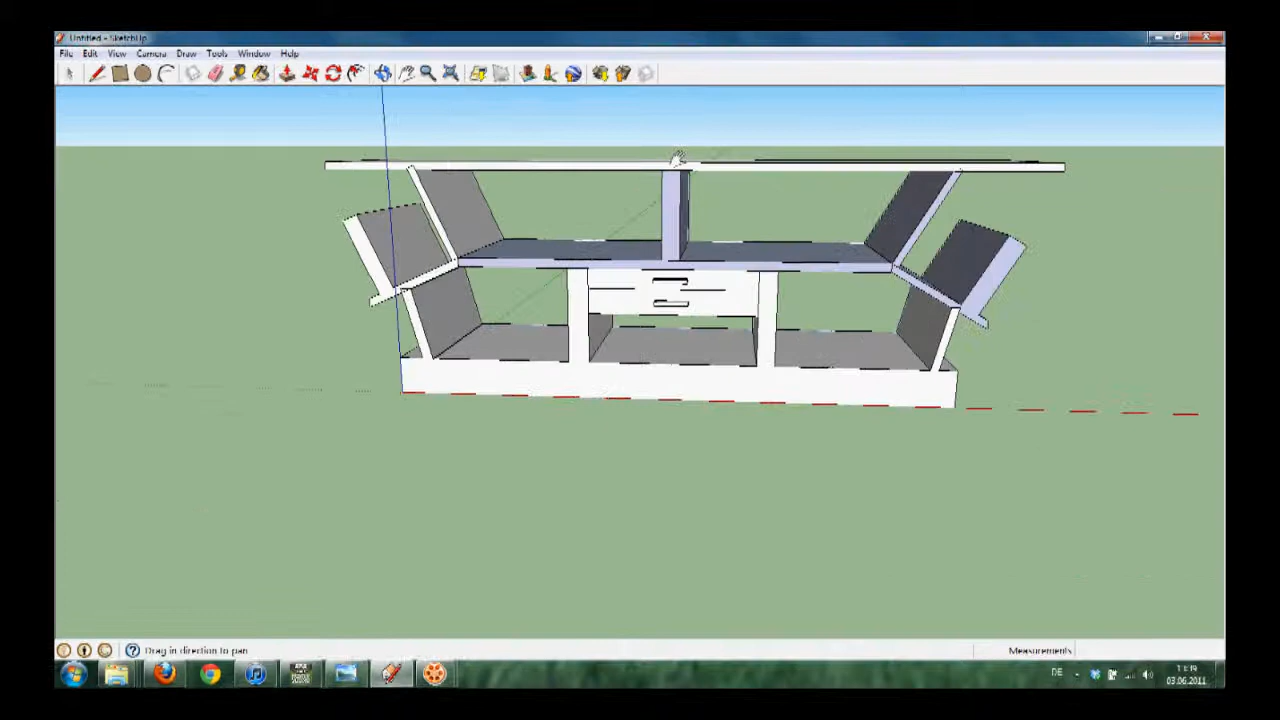 Untitled - SketchUp
File Edit View Camera Draw Tools Window Help
Drag in direction to pan
Measurements
DE
03.06.2011